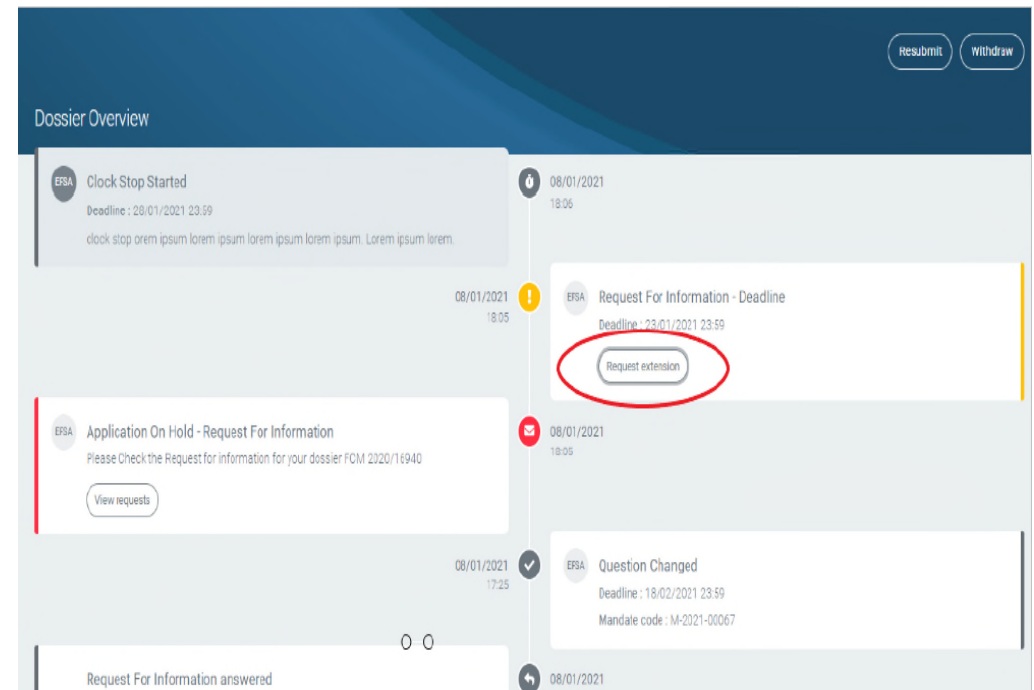 Resubmit
Withdraw
Dossier Overview
EFSA
Clock Stop Started
Deadline : 28/01/2021 23:59
clock stop orem ipsum lorem ipsum lorem ipsum lorem ipsum. Lorem ipsum lorem.
08/01/2021
18:06
08/01/2021
18:05
EFSA
Request For Information - Deadline
Deadline : 23/01/2021 23:59
Request extension
EFSA
Application On Hold - Request For Information
Please Check the Request for information for your dossier FCM 2020/16940
View requests
08/01/2021
18:05
08/01/2021
17:25
EFSA
Question Changed
Deadline : 18/02/2021 23:59
Mandate code : M-2021-00067
Request For Information answered
08/01/2021